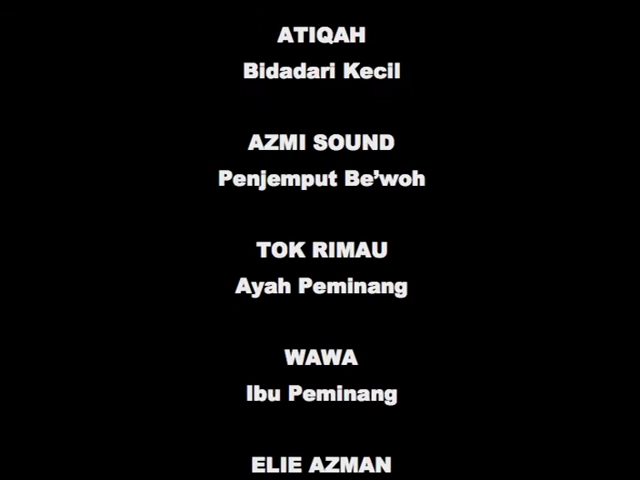 ATIQAH
Bidadari Kecil
AZMI SOUND
Penjemput Be’woh
TOK RIMAU
Ayah Peminang
WAWA
Ibu Peminang
ELIE AZMAN